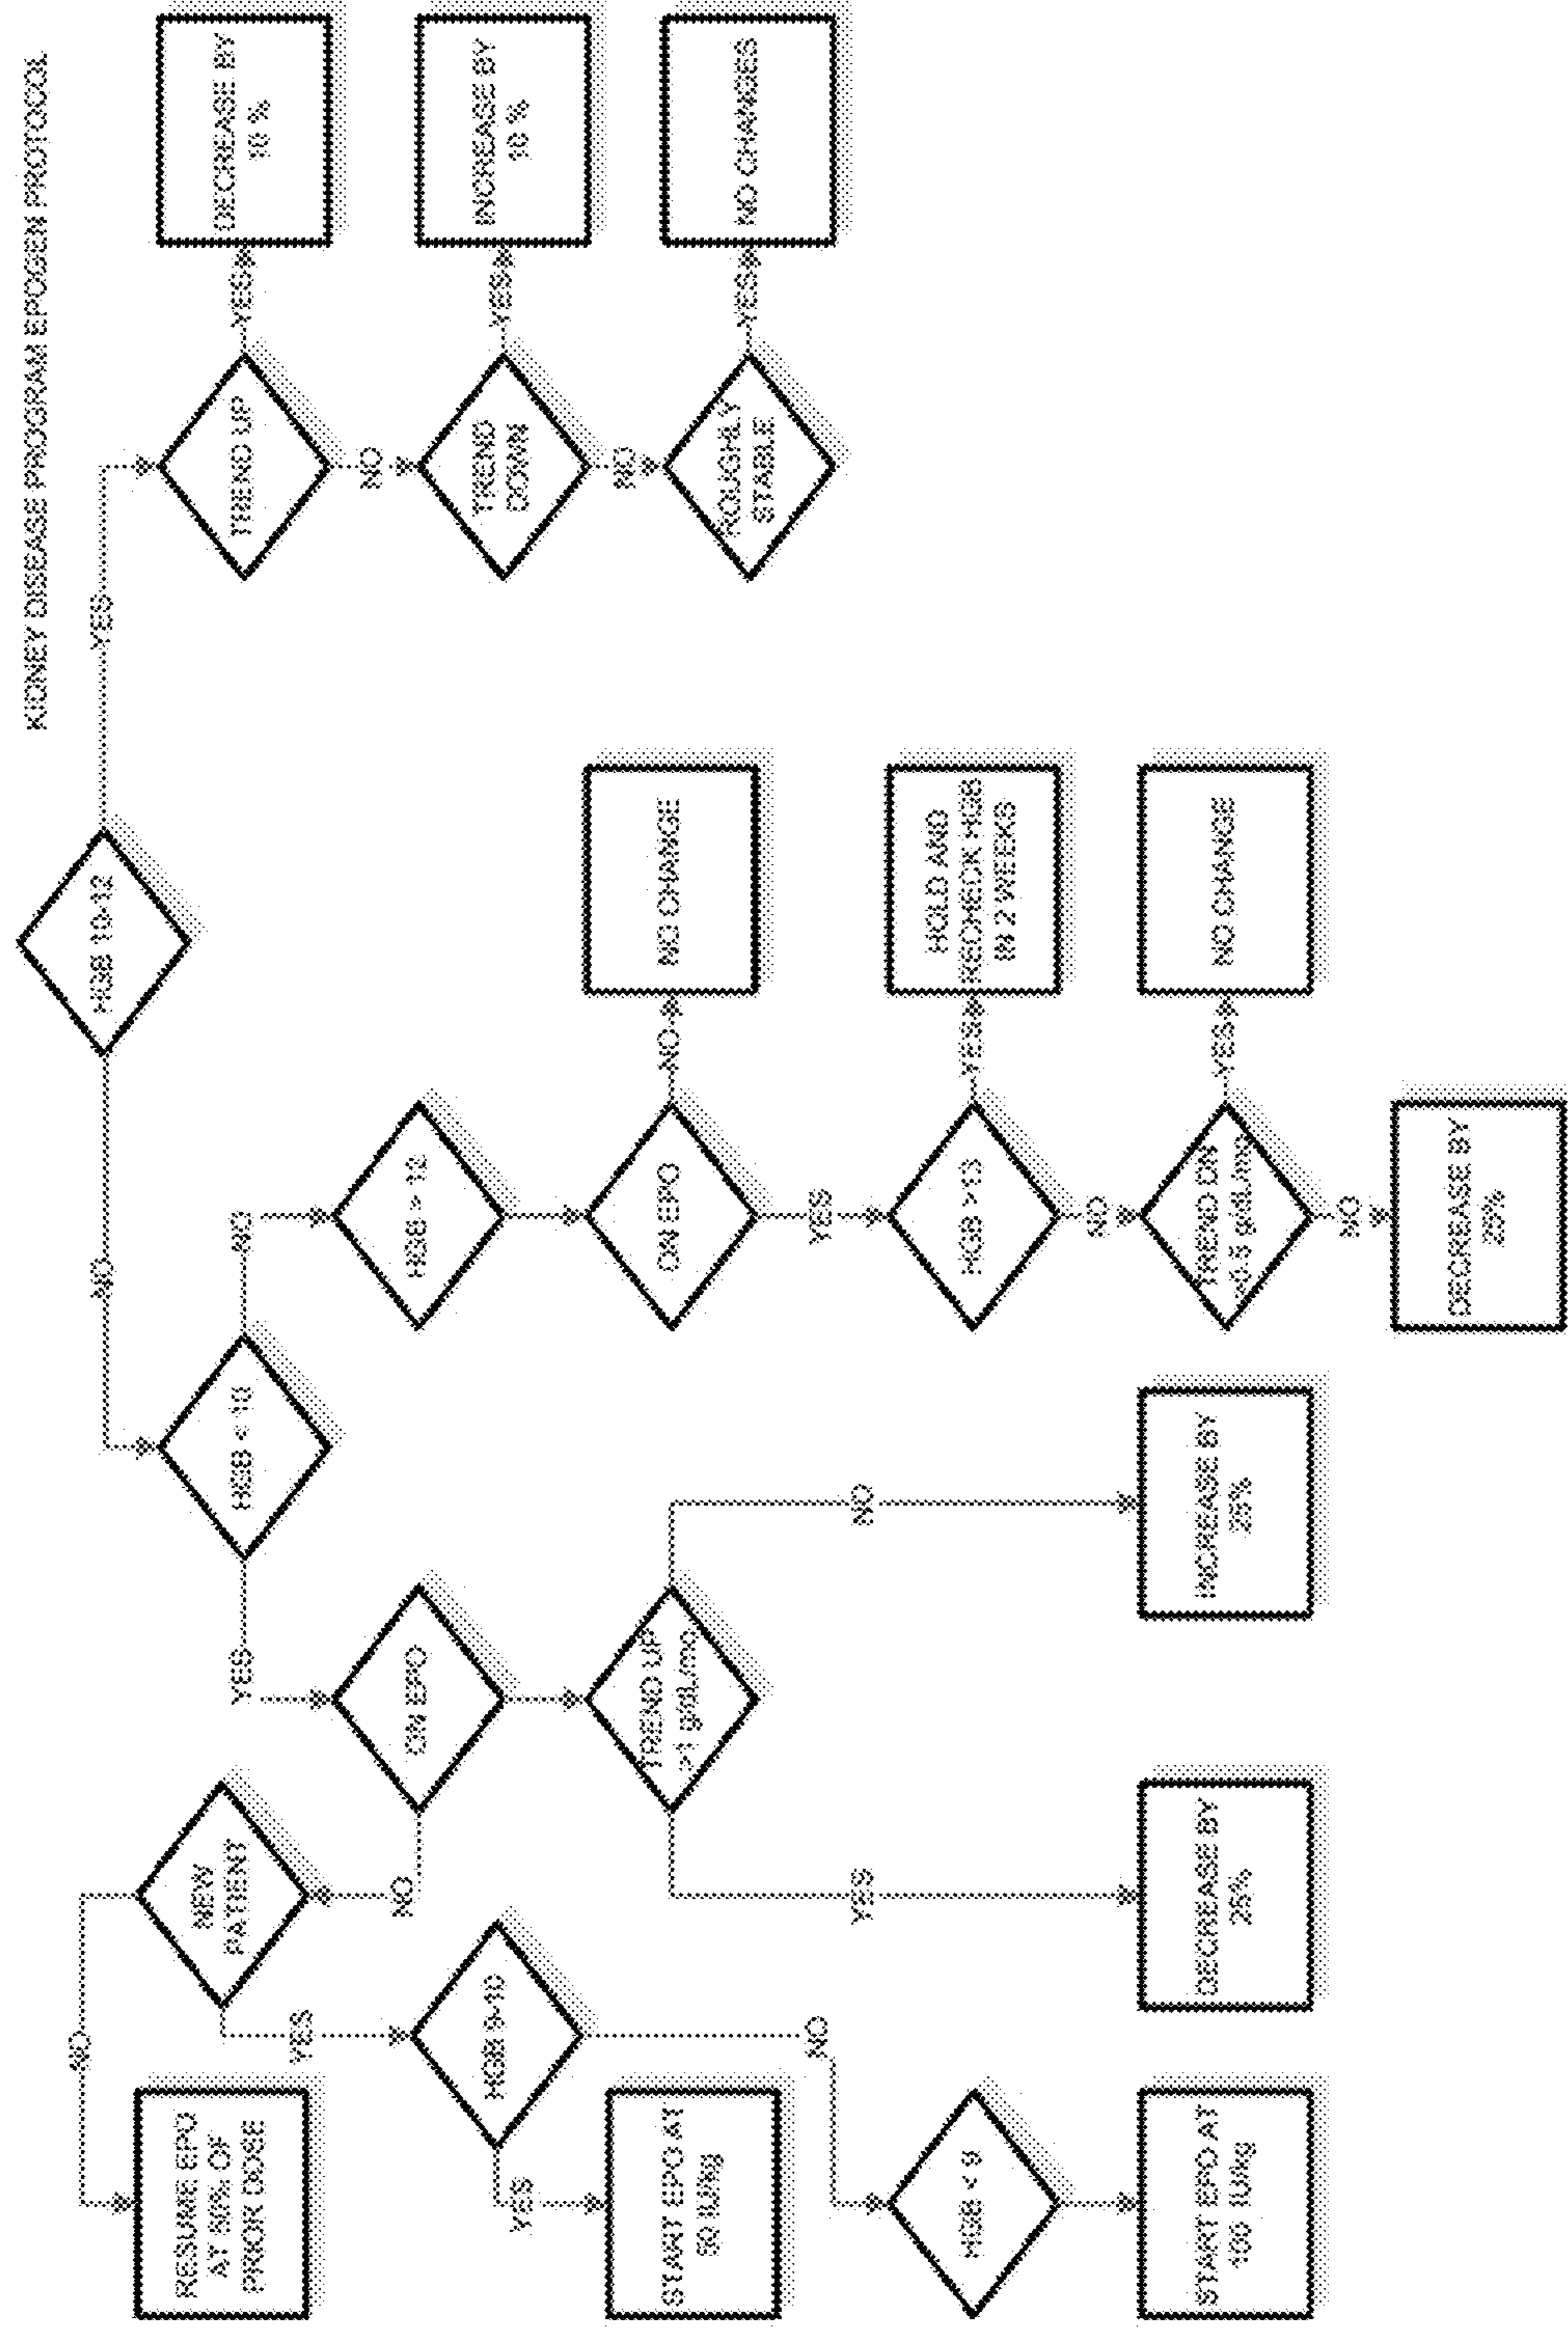 KIDNEY DISEASE PROGRAM EPOGEN PROTOCOL
HGB 10-12
NO
YES
HGB < 10
YES
NO
TREND UP
YES
DECREASE BY
10 %
NO
TREND
DOWN
YES
INCREASE BY
10 %
NO
ROUGHLY
STABLE
YES
NO CHANGES
NEW
PATIENT
NO
RESUME EPO
AT 50% OF
PRIOR DOSE
YES
HGB 9-10
YES
START EPO AT
50 IU/kg
NO
HGB < 9
START EPO AT
100 IU/kg
ON EPO
NO
TREND UP
>1 g/dL/mo
YES
DECREASE BY
25%
NO
INCREASE BY
25%
HGB > 12
ON EPO
NO
NO CHANGE
YES
HGB >13
YES
HOLD AND
RECHECK HGB
IN 2 WEEKS
NO
TREND DN
<0.5 g/dL/mo
YES
NO CHANGE
NO
DECREASE BY
25%